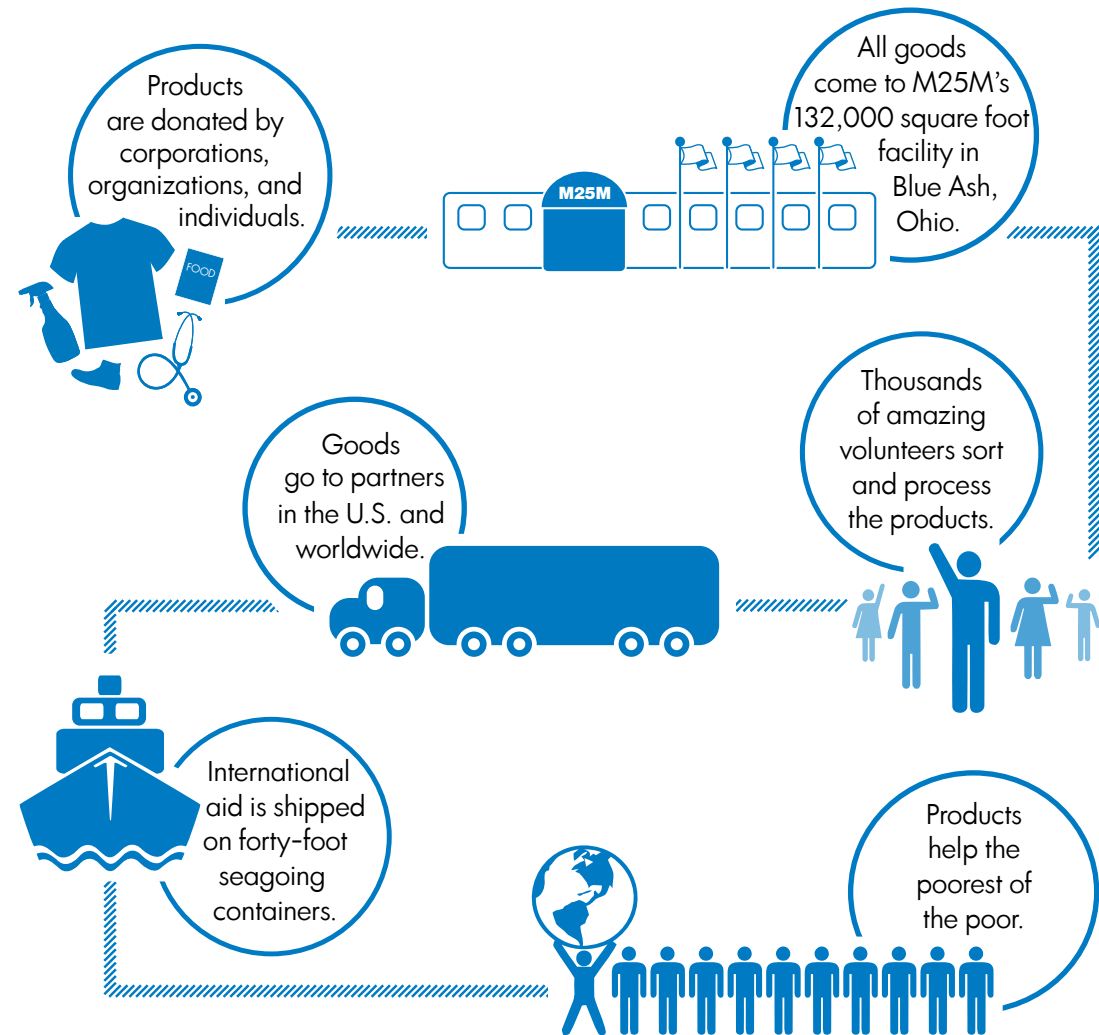 Products
are donated by
corporations,
organizations, and
individuals.
FOOD
M25M
All goods
come to M25M’s
132,000 square foot
facility in
Blue Ash,
Ohio.
Thousands
of amazing
volunteers sort
and process
the products.
Goods
go to partners
in the U.S. and
worldwide.
International
aid is shipped
on forty-foot
seagoing
containers.
Products
help the
poorest of
the poor.